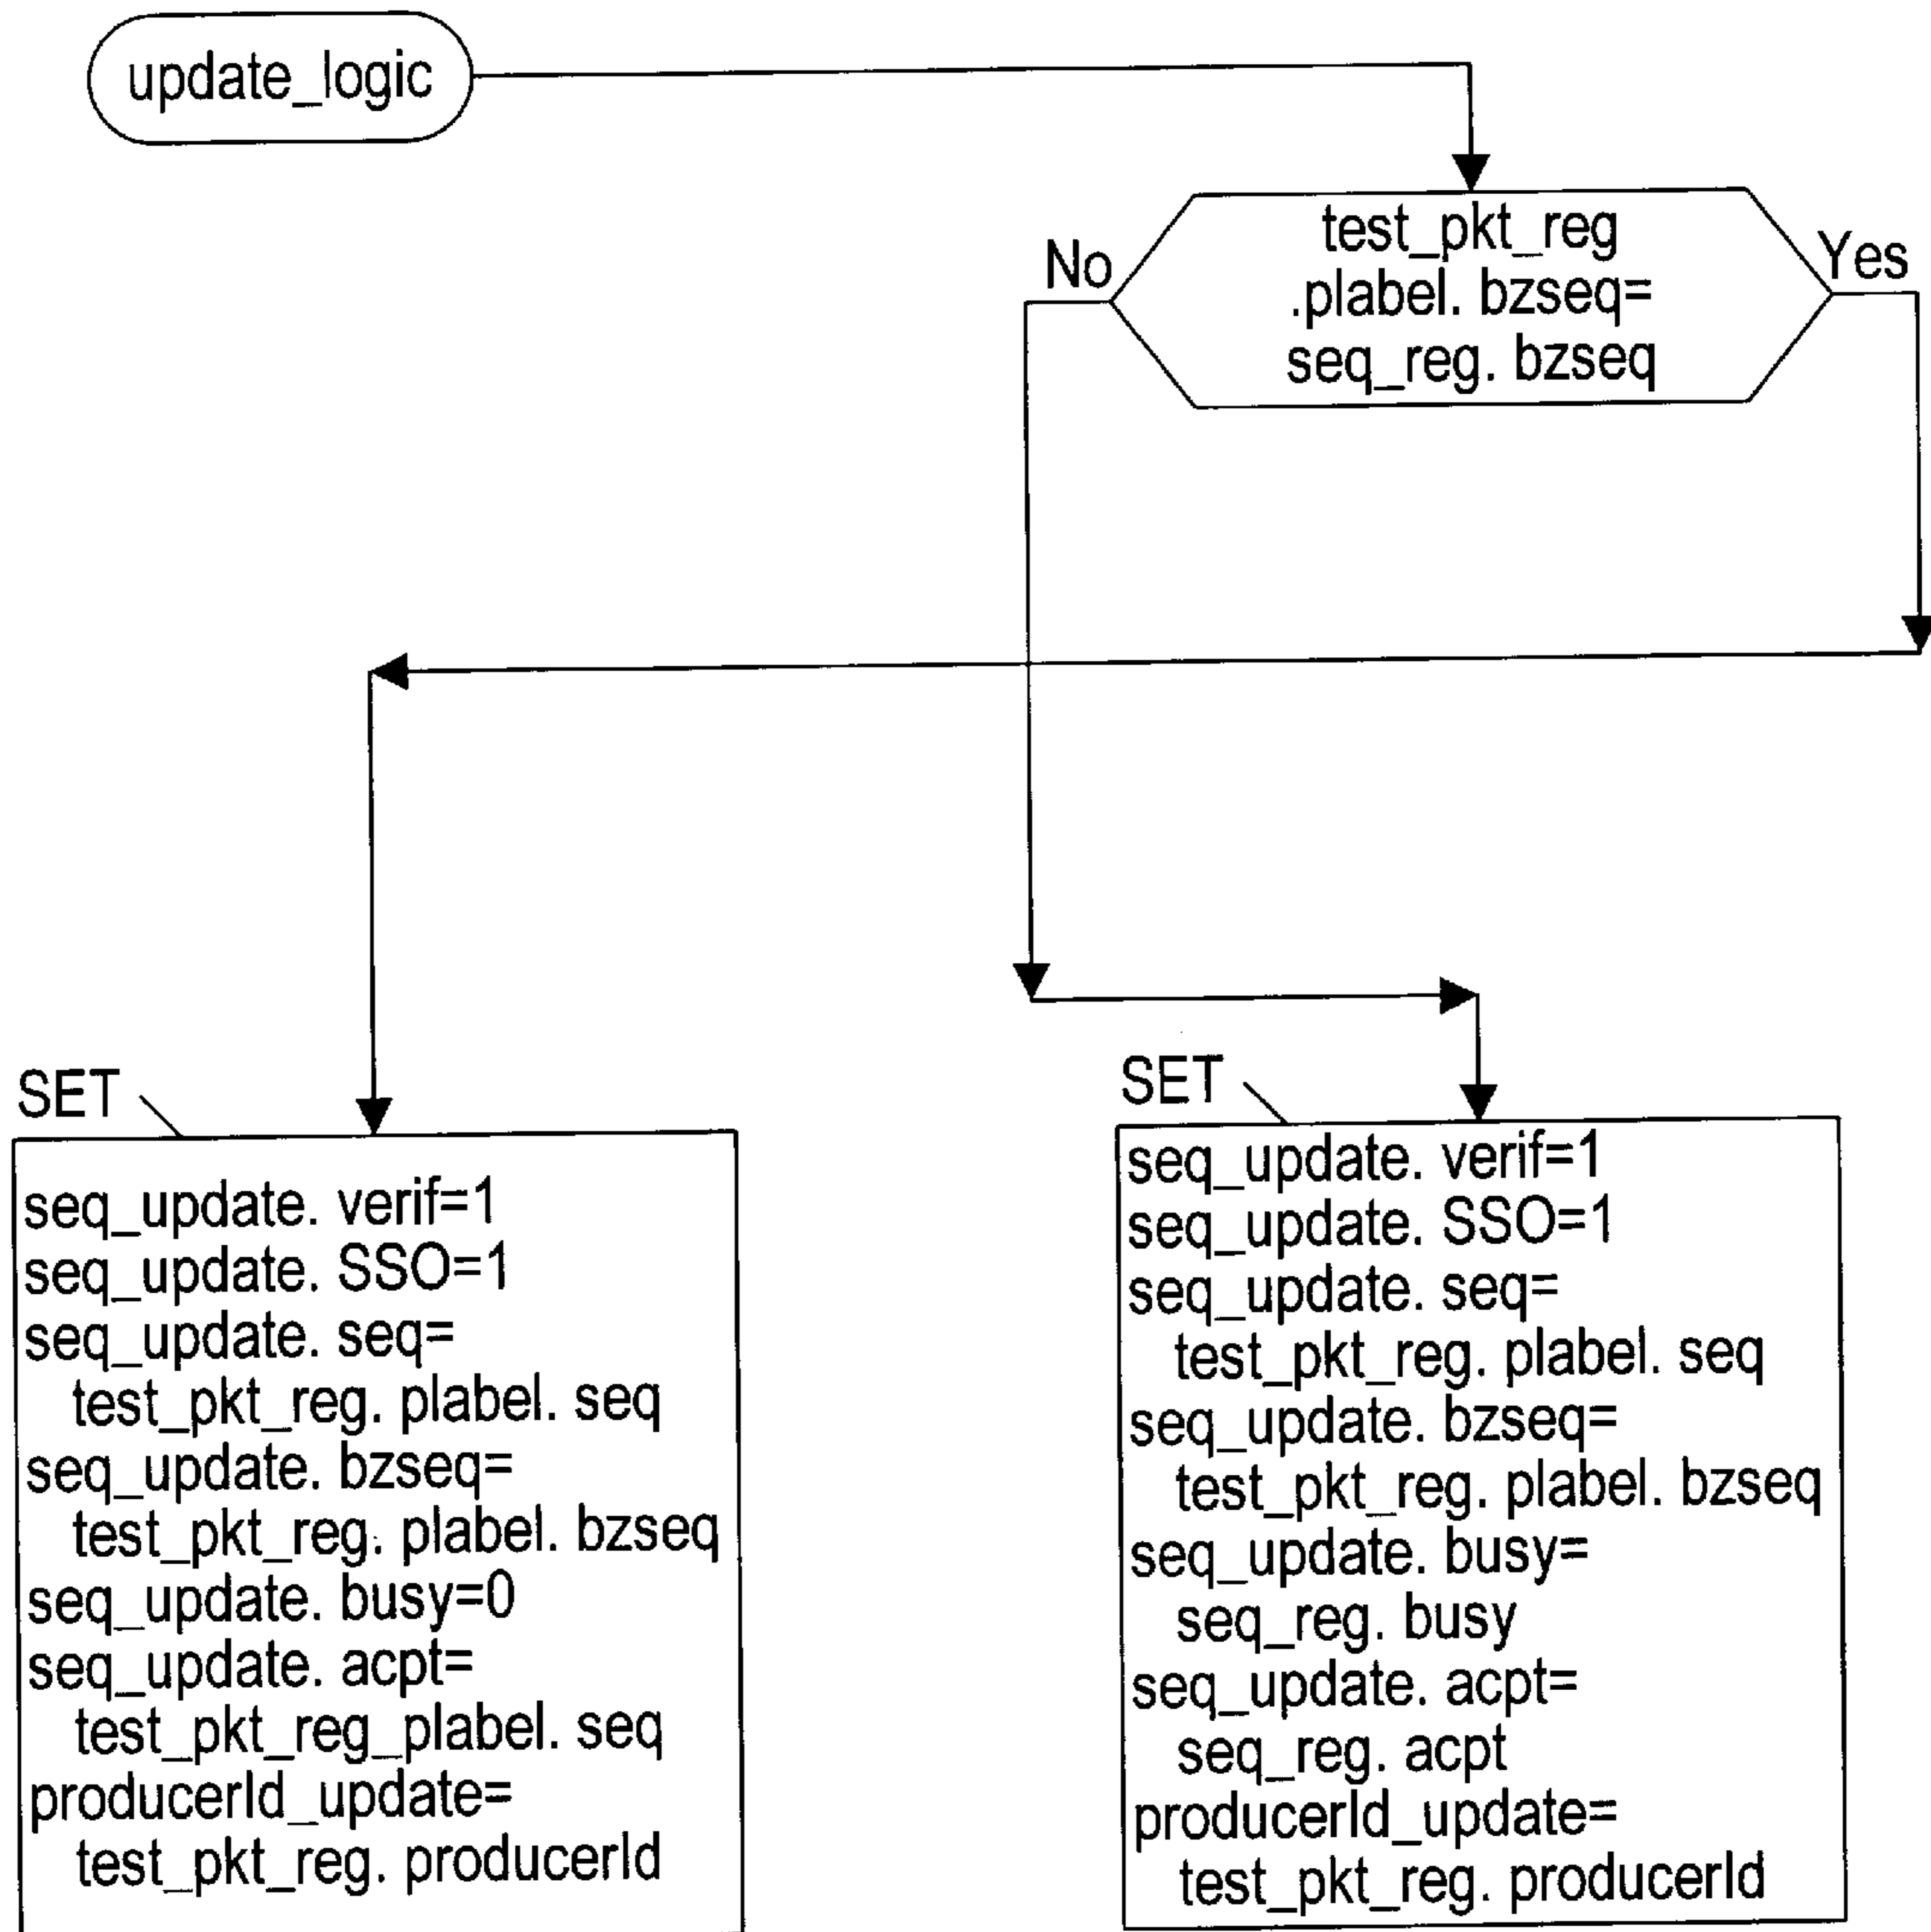 update_logic
test_pkt_reg
.plabel. bzseq=
seq_reg. bzseq
No
Yes
SET
seq_update. verif=1
seq_update. SSO=1
seq_update. seq=
test_pkt_reg. plabel. seq
seq_update. bzseq=
test_pkt_reg. plabel. bzseq
seq_update. busy=0
seq_update. acpt=
test_pkt_reg_plabel. seq
producerId_update=
test_pkt_reg. producerId
SET
seq_update. verif=1
seq_update. SSO=1
seq_update. seq=
test_pkt_reg. plabel. seq
seq_update. bzseq=
test_pkt_reg. plabel. bzseq
seq_update. busy=
seq_reg. busy
seq_update. acpt=
seq_reg. acpt
producerId_update=
test_pkt_reg. producerId